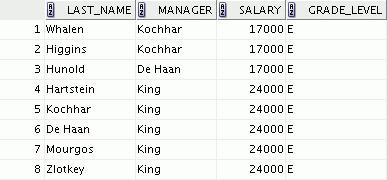 LAST_NAME MANAGER SALARY GRADE_LEVEL
1 Whalen Kochhar 17000 E
2 Higgins Kochhar 17000 E
3 Hunold De Haan 17000 E
4 Hartstein King 24000 E
5 Kochhar King 24000 E
6 De Haan King 24000 E
7 Mourgos King 24000 E
8 Zlotkey King 24000 E